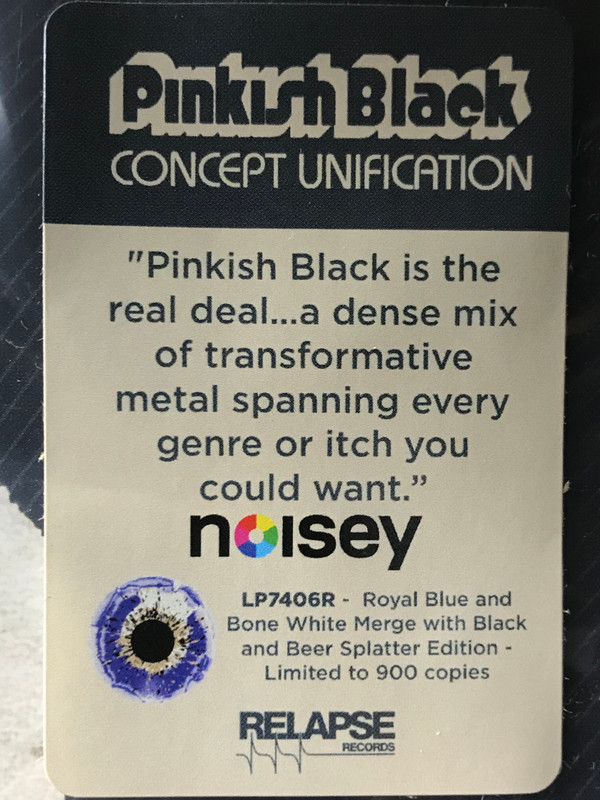 Pinkish Black
CONCEPT UNIFICATION
"Pinkish Black is the
real deal...a dense mix
of transformative
metal spanning every
genre or itch you
could want.”
noisey
LP7406R - Royal Blue and
Bone White Merge with Black
and Beer Splatter Edition -
Limited to 900 copies
RELAPSE
RECORDS